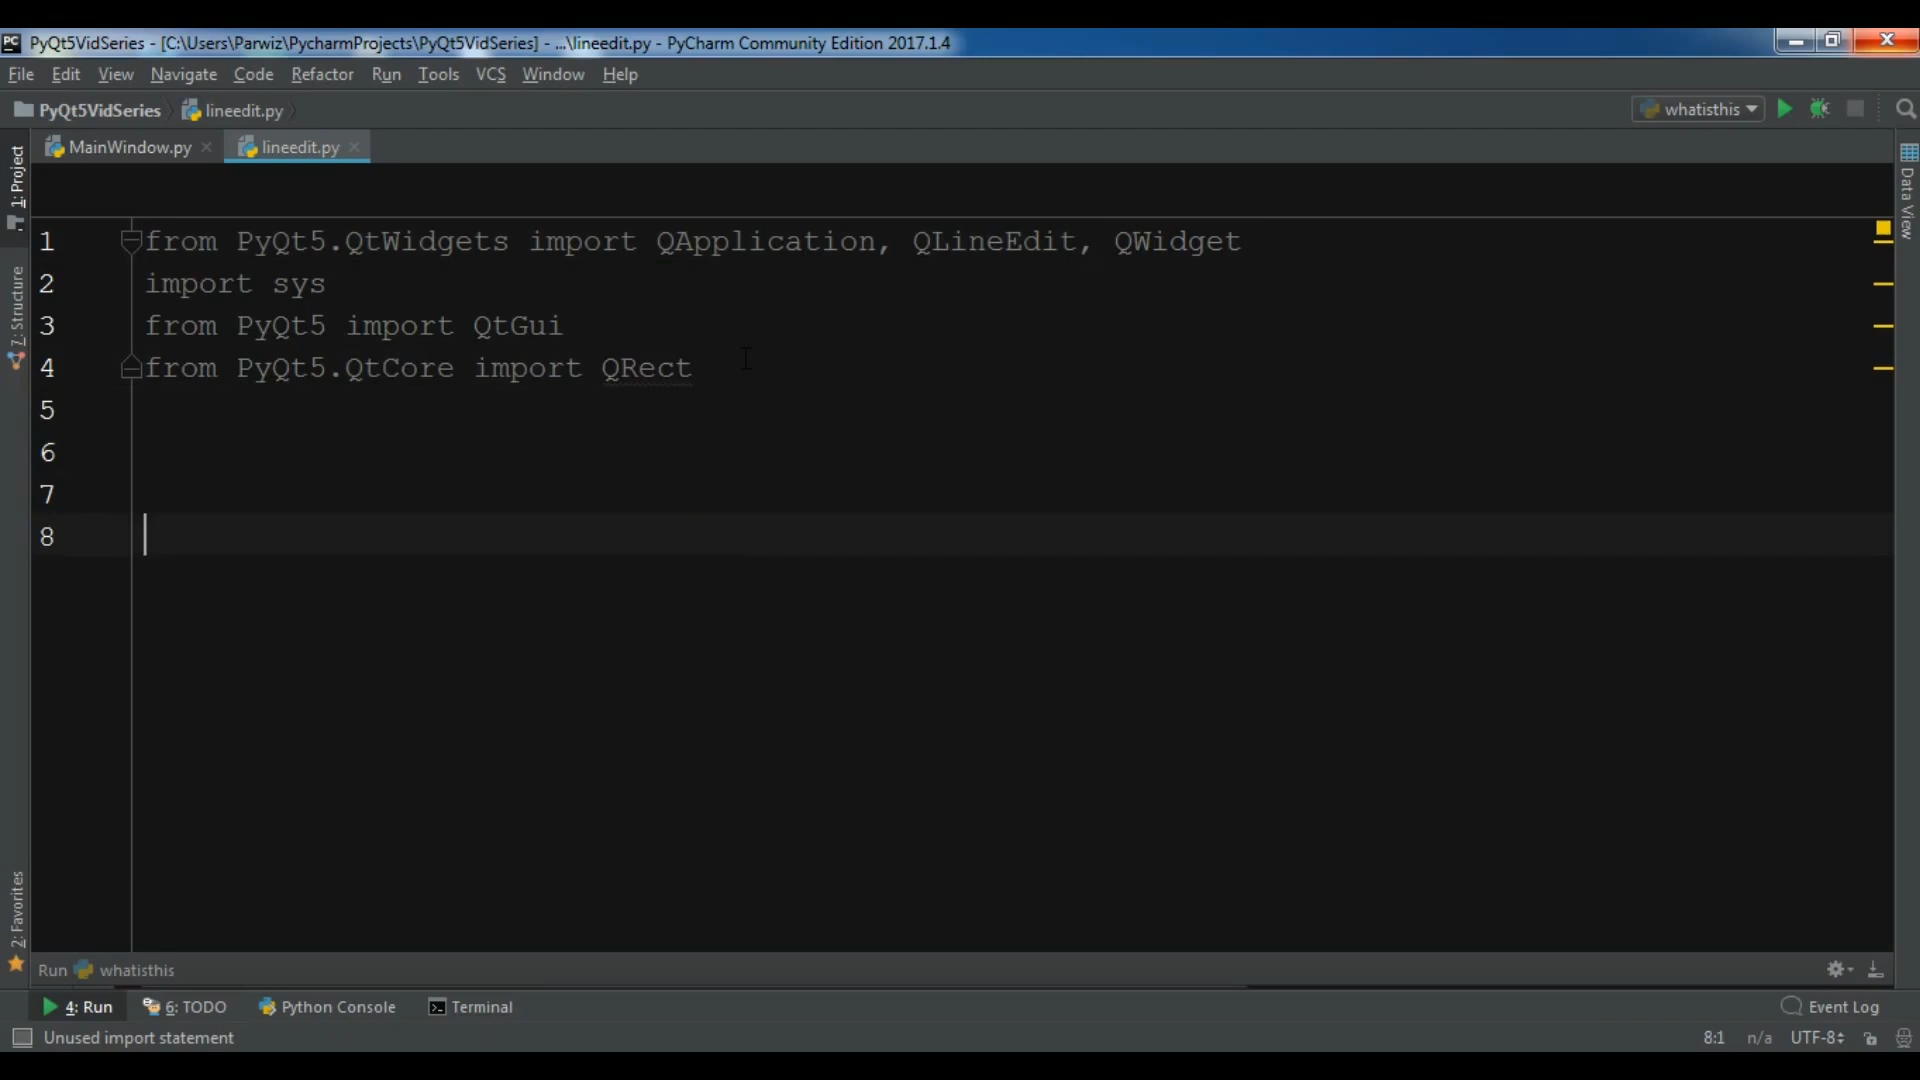 PC PyQt5VidSeries - [C:\Users\Parwiz\PycharmProjects\PyQt5VidSeries] - ...\lineedit.py - PyCharm Community Edition 2017.1.4
File Edit View Navigate Code Refactor Run Tools VCS Window Help
PyQt5VidSeries lineedit.py whatisthis
MainWindow.py lineedit.py
1: Project
7: Structure
2: Favorites
Data View
1 from PyQt5.QtWidgets import QApplication, QLineEdit, QWidget
2 import sys
3 from PyQt5 import QtGui
4 from PyQt5.QtCore import QRect
5
6
7
8
Run whatisthis
4: Run 6: TODO Python Console Terminal Event Log
Unused import statement 8:1 n/a UTF-8